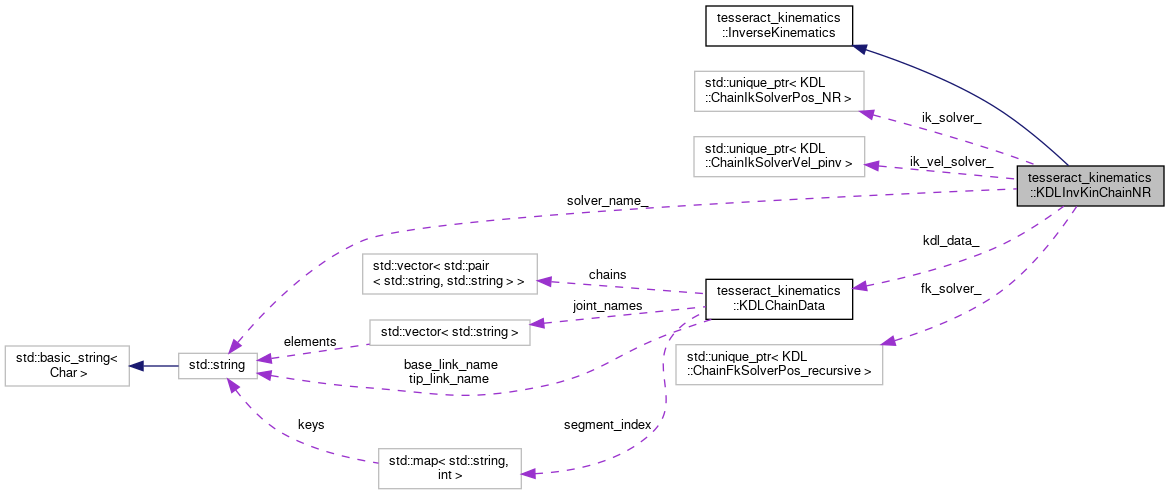 tesseract_kinematics
::InverseKinematics
std::unique_ptr< KDL
::ChainIkSolverPos_NR >
ik_solver_
std::unique_ptr< KDL
::ChainIkSolverVel_pinv >
ik_vel_solver_
tesseract_kinematics
::KDLInvKinChainNR
solver_name_
kdl_data_
std::vector< std::pair
< std::string, std::string > >
chains
tesseract_kinematics
::KDLChainData
fk_solver_
joint_names
std::vector< std::string >
elements
std::basic_string<
Char >
std::string
base_link_name
tip_link_name
std::unique_ptr< KDL
::ChainFkSolverPos_recursive >
keys
segment_index
std::map< std::string,
int >